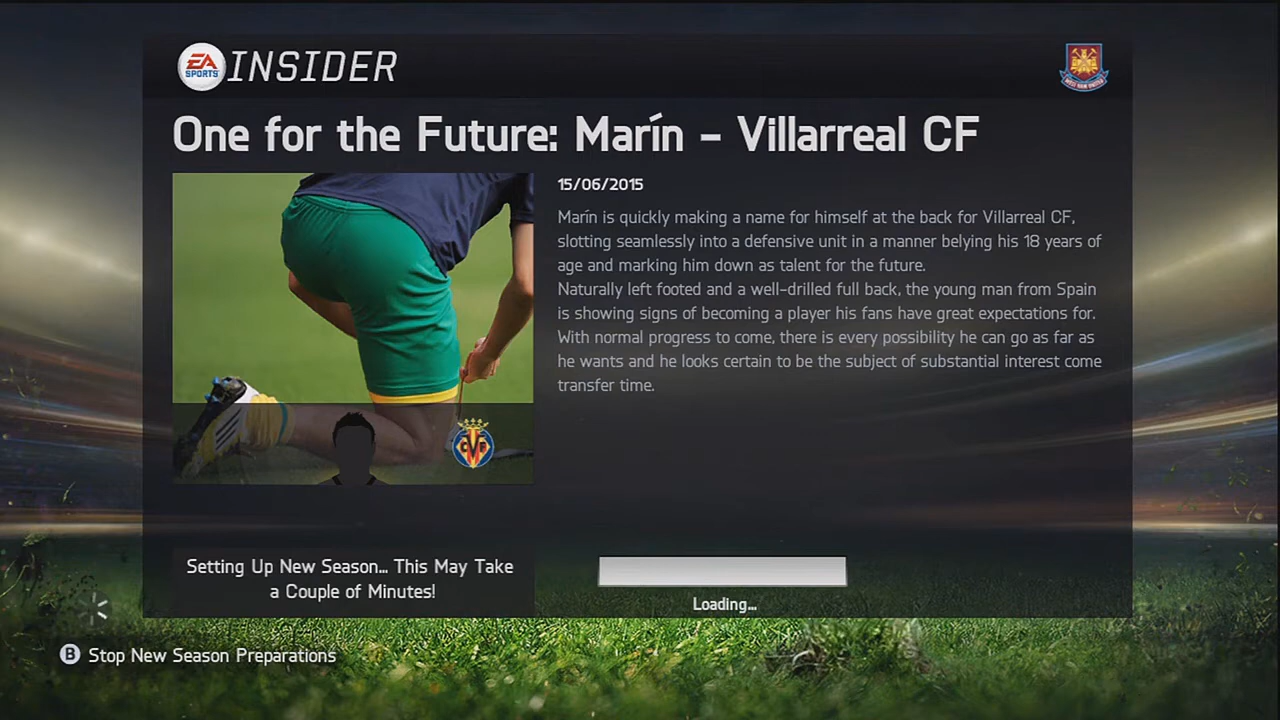 EA
SPORTS
INSIDER
One for the Future: Marín – Villarreal CF
15/06/2015
Marín is quickly making a name for himself at the back for Villarreal CF,
slotting seamlessly into a defensive unit in a manner belying his 18 years of
age and marking him down as talent for the future.
Naturally left footed and a well-drilled full back, the young man from Spain
is showing signs of becoming a player his fans have great expectations for.
With normal progress to come, there is every possibility he can go as far as
he wants and he looks certain to be the subject of substantial interest come
transfer time.
Setting Up New Season... This May Take
a Couple of Minutes!
Loading...
B Stop New Season Preparations